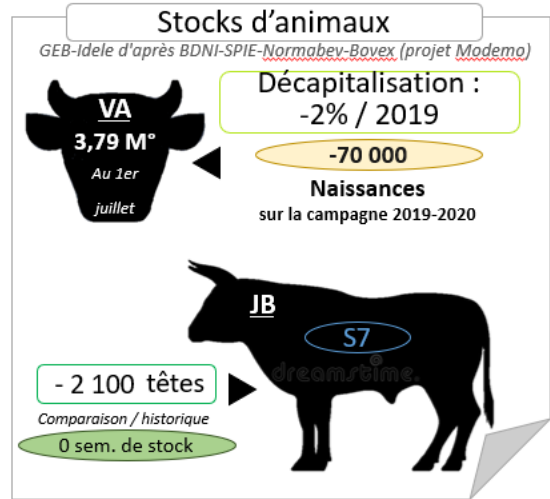 Stocks d’animaux
GEB-Idele d'après BDNI-SPIE-Normabev-Bovex (projet Modemo)
VA
3,79 M°
Au 1er
juillet
Décapitalisation :
-2% / 2019
-70 000
Naissances
sur la campagne 2019-2020
JB
S7
dreamstime.
- 2 100 têtes
Comparaison / historique
0 sem. de stock